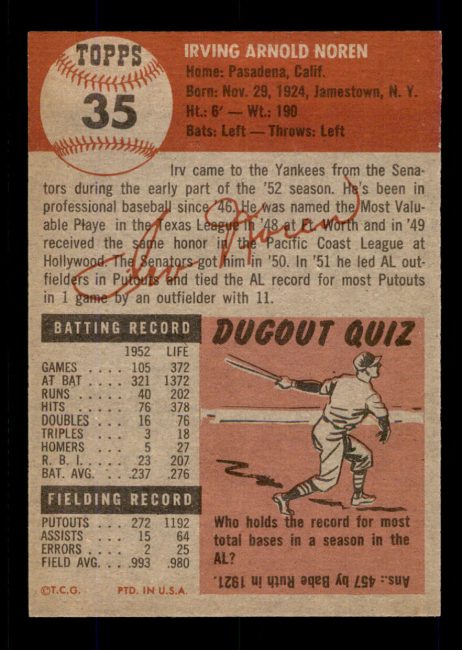 TOPPS
35
IRVING ARNOLD NOREN
Home: Pasadena, Calif.
Born: Nov. 29, 1924, Jamestown, N. Y.
Ht.: 6' — Wt.: 190
Bats: Left — Throws: Left
Irv came to the Yankees from the Sena-
tors during the early part of the '52 season. He's been in
professional baseball since '46. He was named the Most Valu-
able Playe in the Texas League in '48 at Ft. Worth and in '49
received the same honor in the Pacific Coast League at
Hollywood. The Senators got him in '50. In '51 he led AL out-
fielders in Putouts and tied the AL record for most Putouts
in 1 game by an outfielder with 11.
Irv Noren
BATTING RECORD
1952 LIFE
GAMES .... 105 372
AT BAT .... 321 1372
RUNS .... 40 202
HITS .... 76 378
DOUBLES .. 16 76
TRIPLES ... 3 18
HOMERS ... 5 27
R. B. I. .... 23 207
BAT. AVG. .. .237 .276
FIELDING RECORD
PUTOUTS ... 272 1192
ASSISTS ... 15 64
ERRORS ... 2 25
FIELD AVG. .. .993 .980
©T.C.G. PTD. IN U.S.A.
DUGOUT QUIZ
Who holds the record for most
total bases in a season in the
AL?
Ans.: 457 by Babe Ruth in 1921.